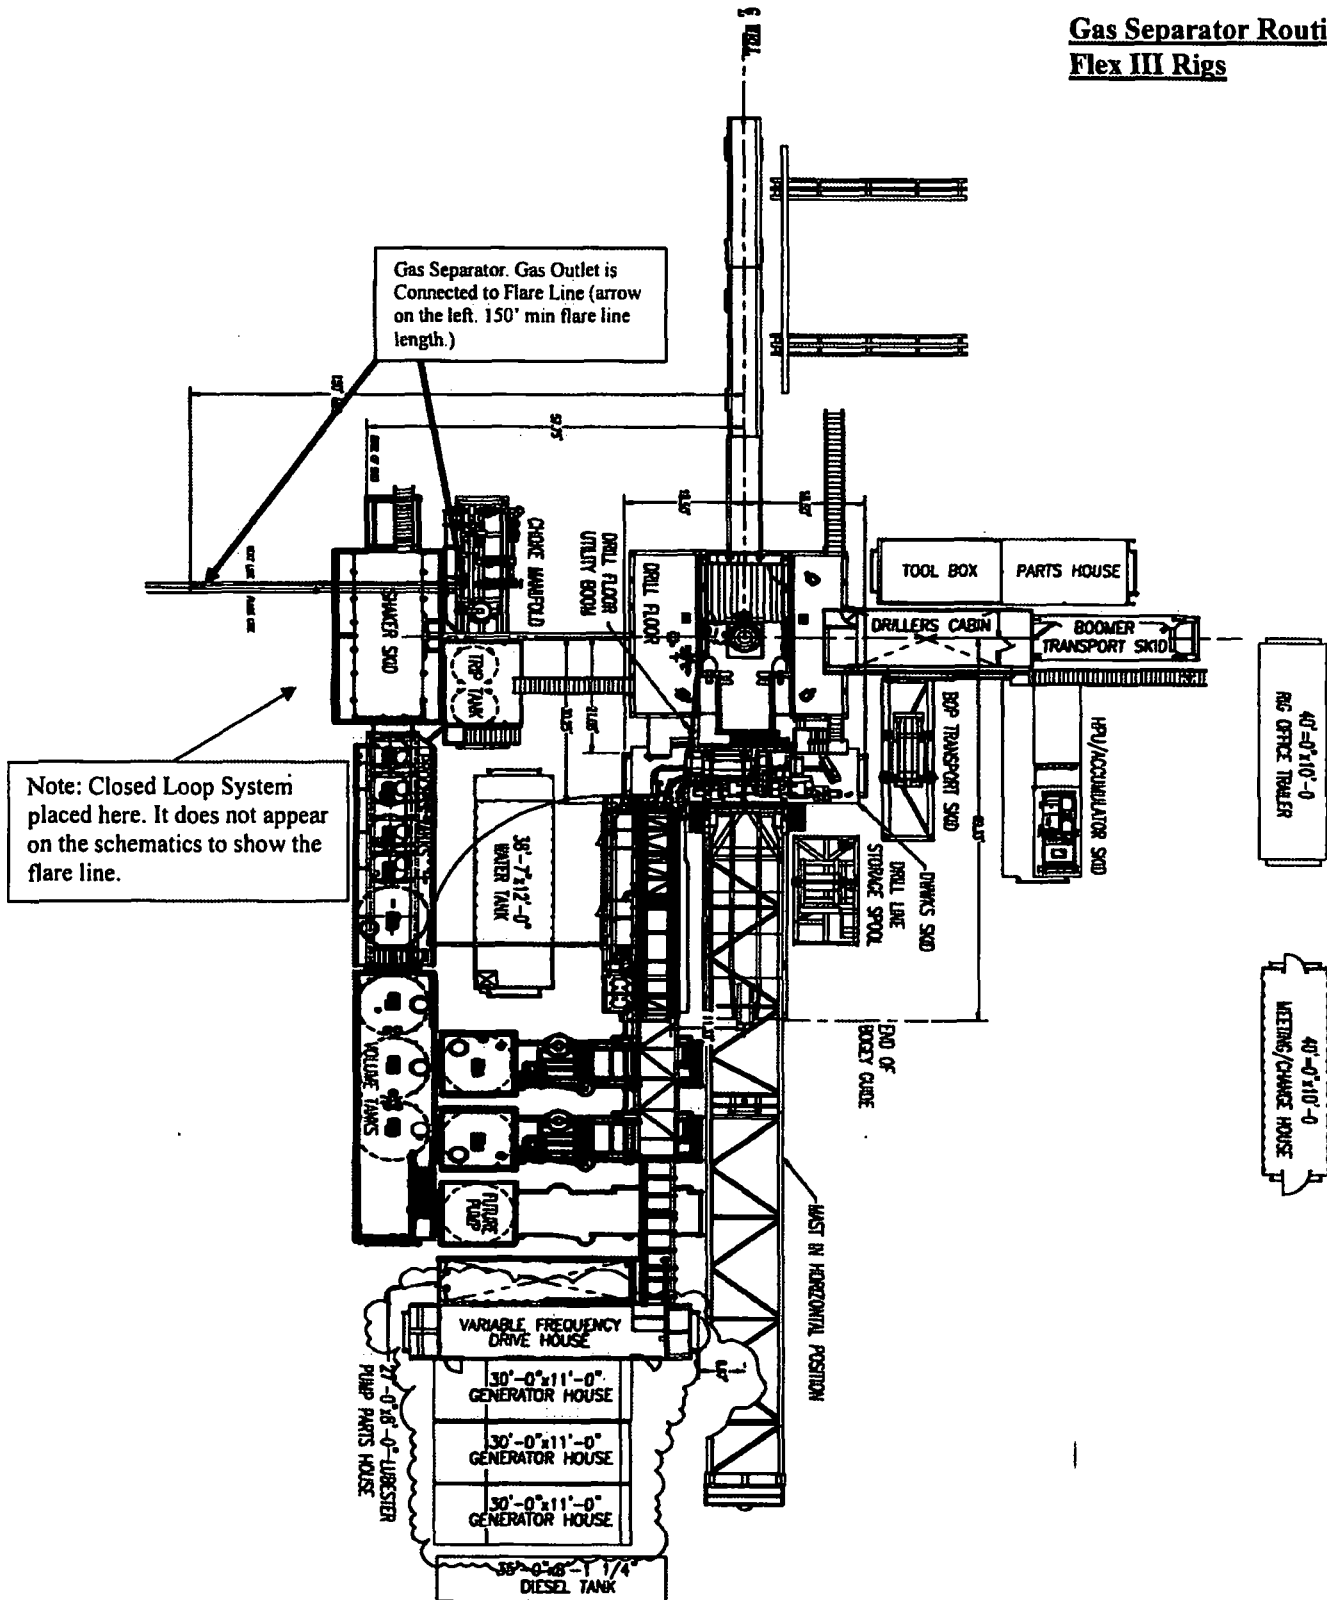 Gas Separator Routi
Flex III Rigs
WELL
Gas Separator. Gas Outlet is
Connected to Flare Line (arrow
on the left. 150' min flare line
length.)
CHOKE MANIFOLD
DRILL FLOOR
UTILITY BOOM
DRILL FLOOR
SHAKER SKID
TRIP TANK
TOOL BOX
PARTS HOUSE
DRILLERS CABIN
BOOMER
TRANSPORT SKID
BOP TRANSPORT SKID
HPU/ACCUMULATOR SKID
40'-0"x10'-0
RIG OFFICE TRAILER
Note: Closed Loop System
placed here. It does not appear
on the schematics to show the
flare line.
38'-7"x12'-0"
WATER TANK
DWKS SKID
DRILL LINE
STORAGE SPOOL
END OF
BOGEY GUIDE
40'-0"x10'-0
MEETING/CHANGE HOUSE
VOLUME TANKS
FUTURE
PUMP
MAST IN HORIZONTAL POSITION
VARIABLE FREQUENCY
DRIVE HOUSE
27'-0"x8'-0" LUBESTER
PUMP PARTS HOUSE
30'-0"x11'-0"
GENERATOR HOUSE
30'-0"x11'-0"
GENERATOR HOUSE
30'-0"x11'-0"
GENERATOR HOUSE
DIESEL TANK